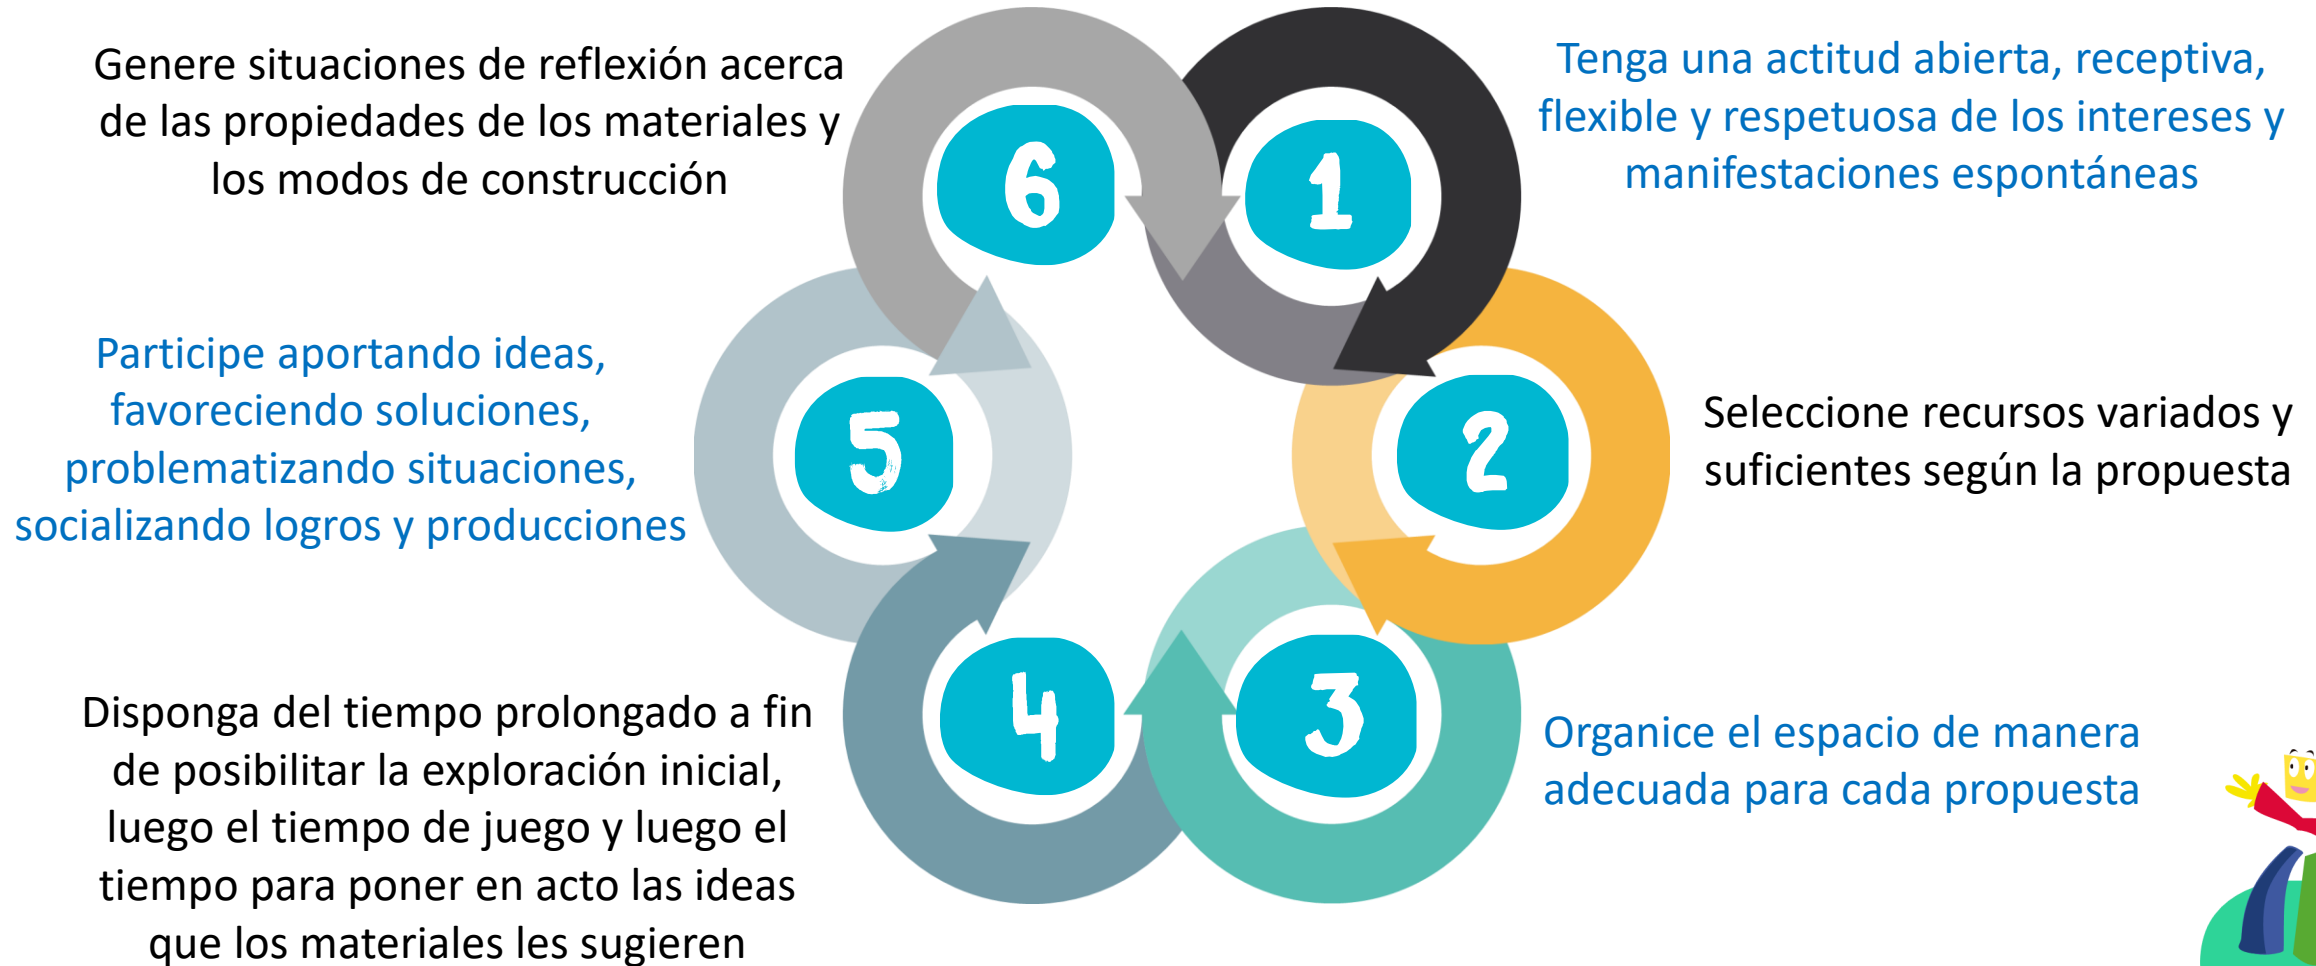 1
Tenga una actitud abierta, receptiva,
flexible y respetuosa de los intereses y
manifestaciones espontáneas
2
Seleccione recursos variados y
suficientes según la propuesta
3
Organice el espacio de manera
adecuada para cada propuesta
4
Disponga del tiempo prolongado a fin
de posibilitar la exploración inicial,
luego el tiempo de juego y luego el
tiempo para poner en acto las ideas
que los materiales les sugieren
5
Participe aportando ideas,
favoreciendo soluciones,
problematizando situaciones,
socializando logros y producciones
6
Genere situaciones de reflexión acerca
de las propiedades de los materiales y
los modos de construcción